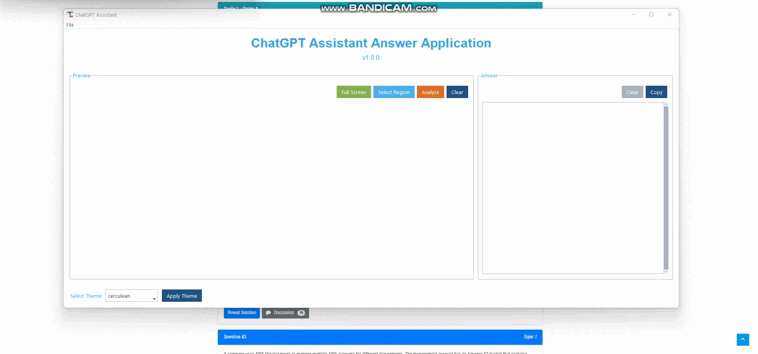 www.BANDICAM.com
ChatGPT Assistant
File
ChatGPT Assistant Answer Application
v1.0.0
Preview
Answer
Full Screen
Select Region
Analyze
Clear
Clear
Copy
Select Theme:
cerculean
Apply Theme
Reveal Solution
Discussion
Question #2
Topic 1